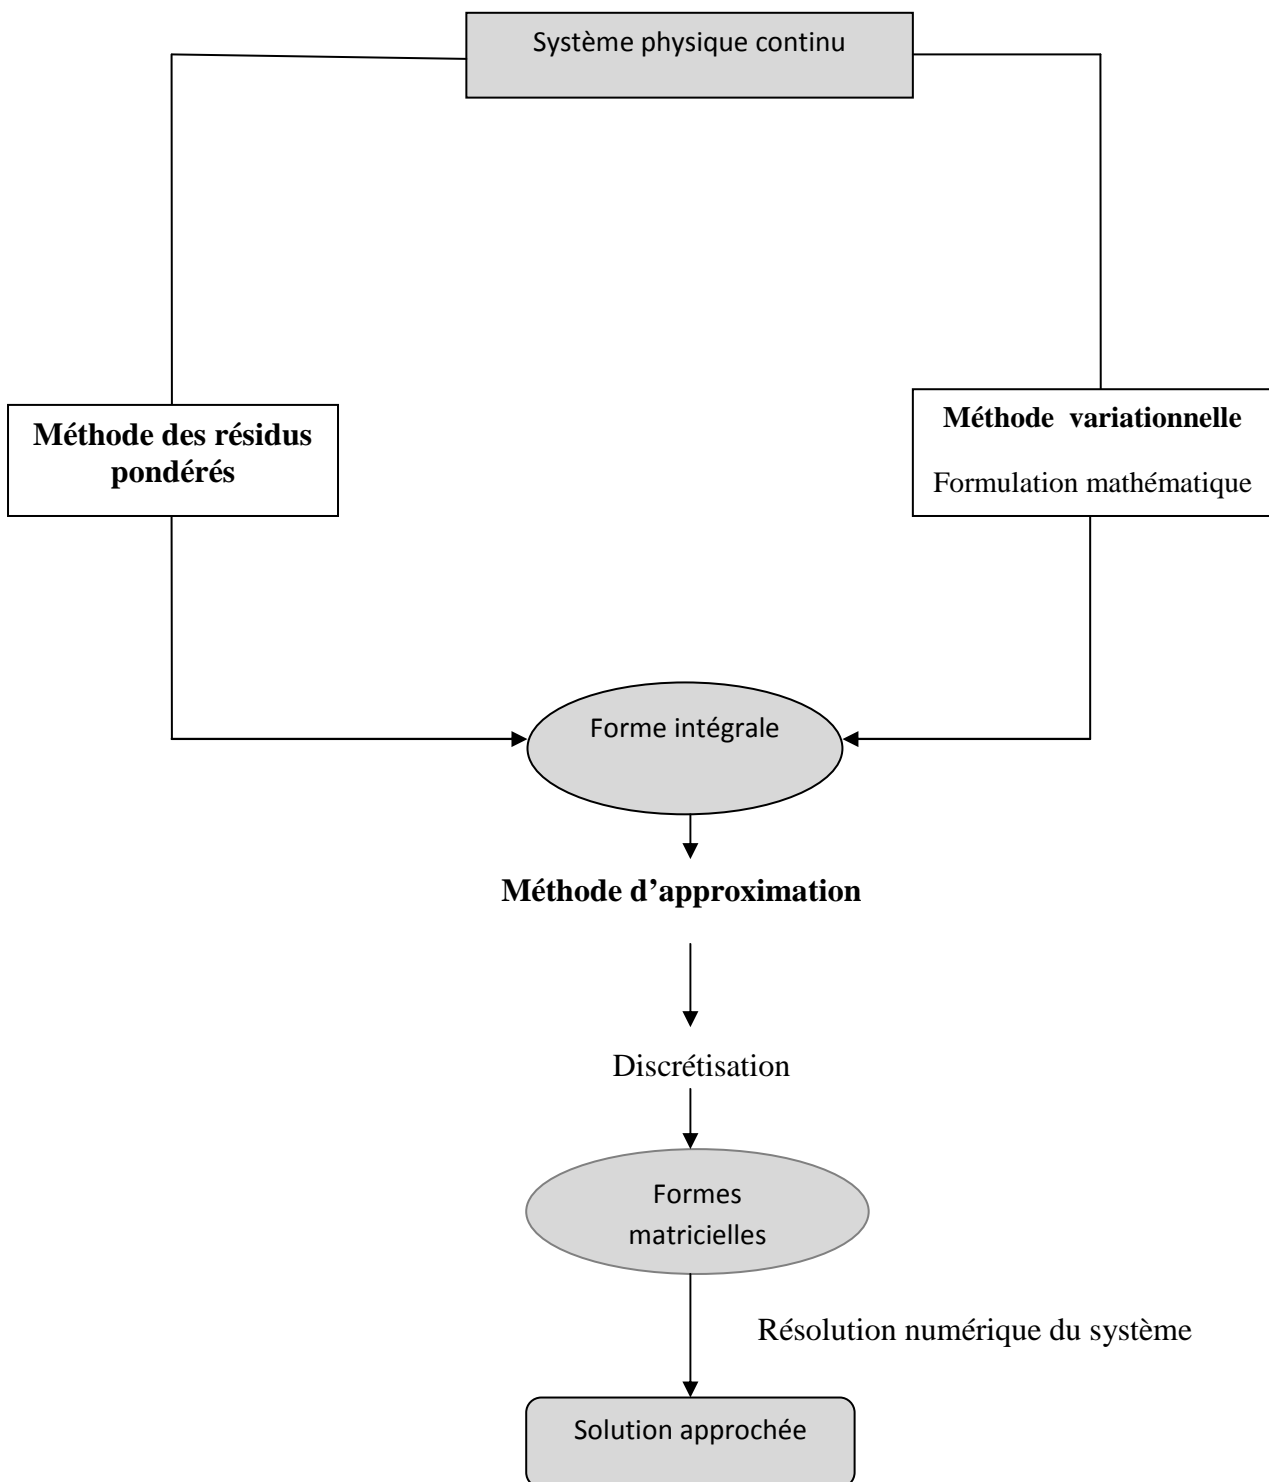 Système physique continu
Méthode des résidus
pondérés
Méthode variationnelle
Formulation mathématique
Forme intégrale
Méthode d’approximation
Discrétisation
Formes
matricielles
Résolution numérique du système
Solution approchée